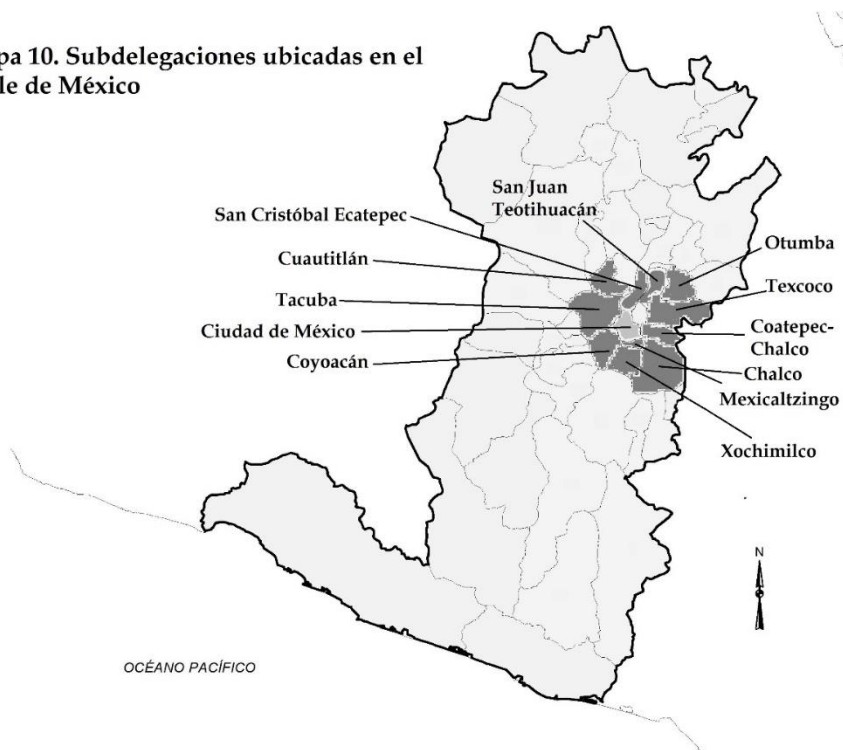 pa 10. Subdelegaciones ubicadas en el
le de México
San Juan
Teotihuacán
San Cristóbal Ecatepec
Cuautitlán
Tacuba
Ciudad de México
Coyoacán
Otumba
Texcoco
Coatepec-
Chalco
Chalco
Mexicaltzingo
Xochimilco
N
OCÉANO PACÍFICO